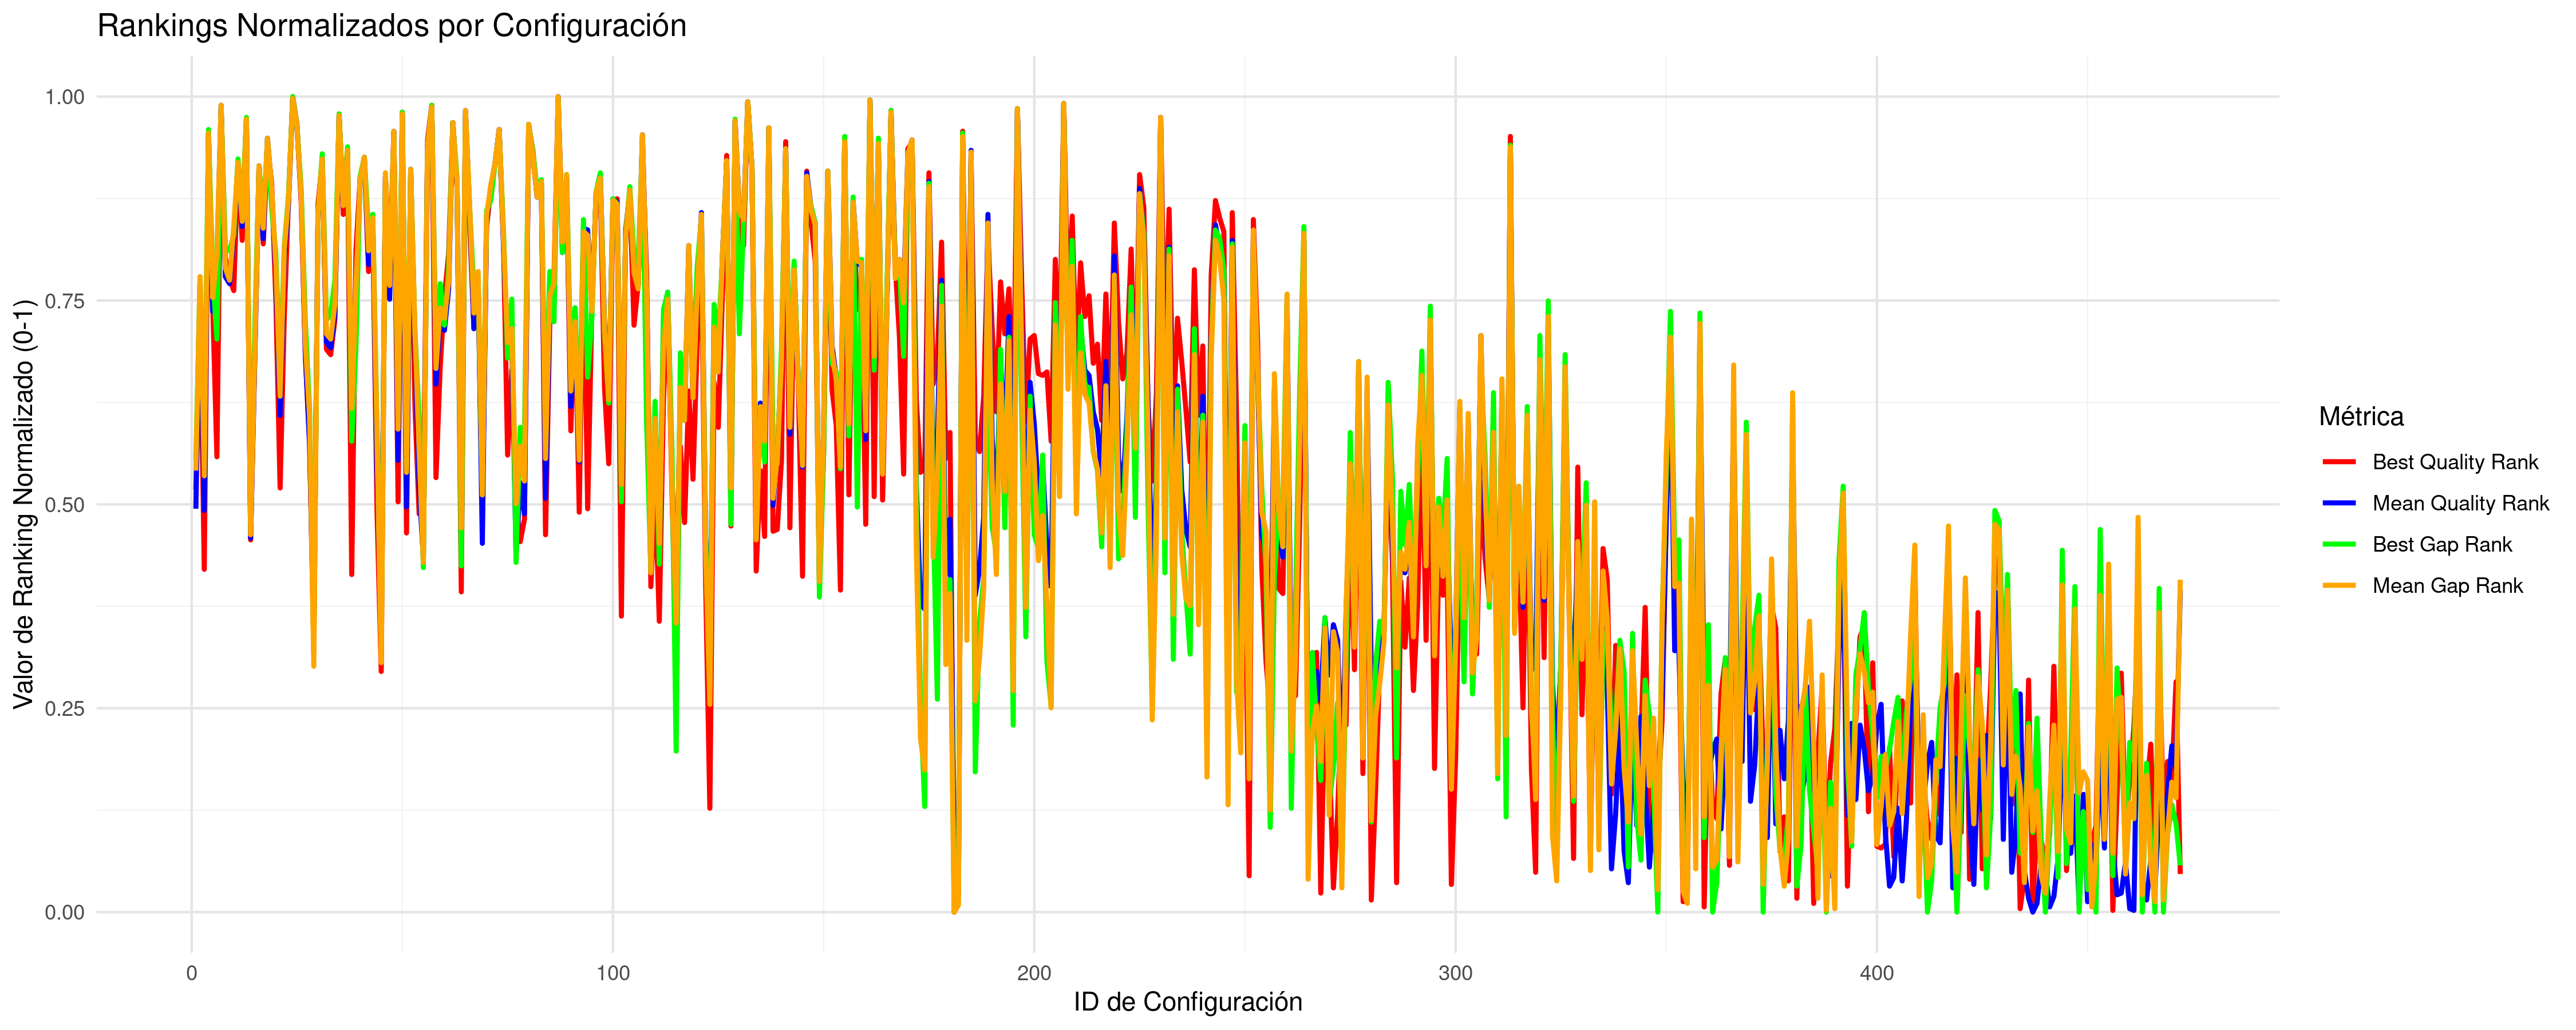 Rankings Normalizados por Configuración
Valor de Ranking Normalizado (0-1)
1.00
0.75
0.50
0.25
0.00
0
100
200
300
400
ID de Configuración
Métrica
Best Quality Rank
Mean Quality Rank
Best Gap Rank
Mean Gap Rank